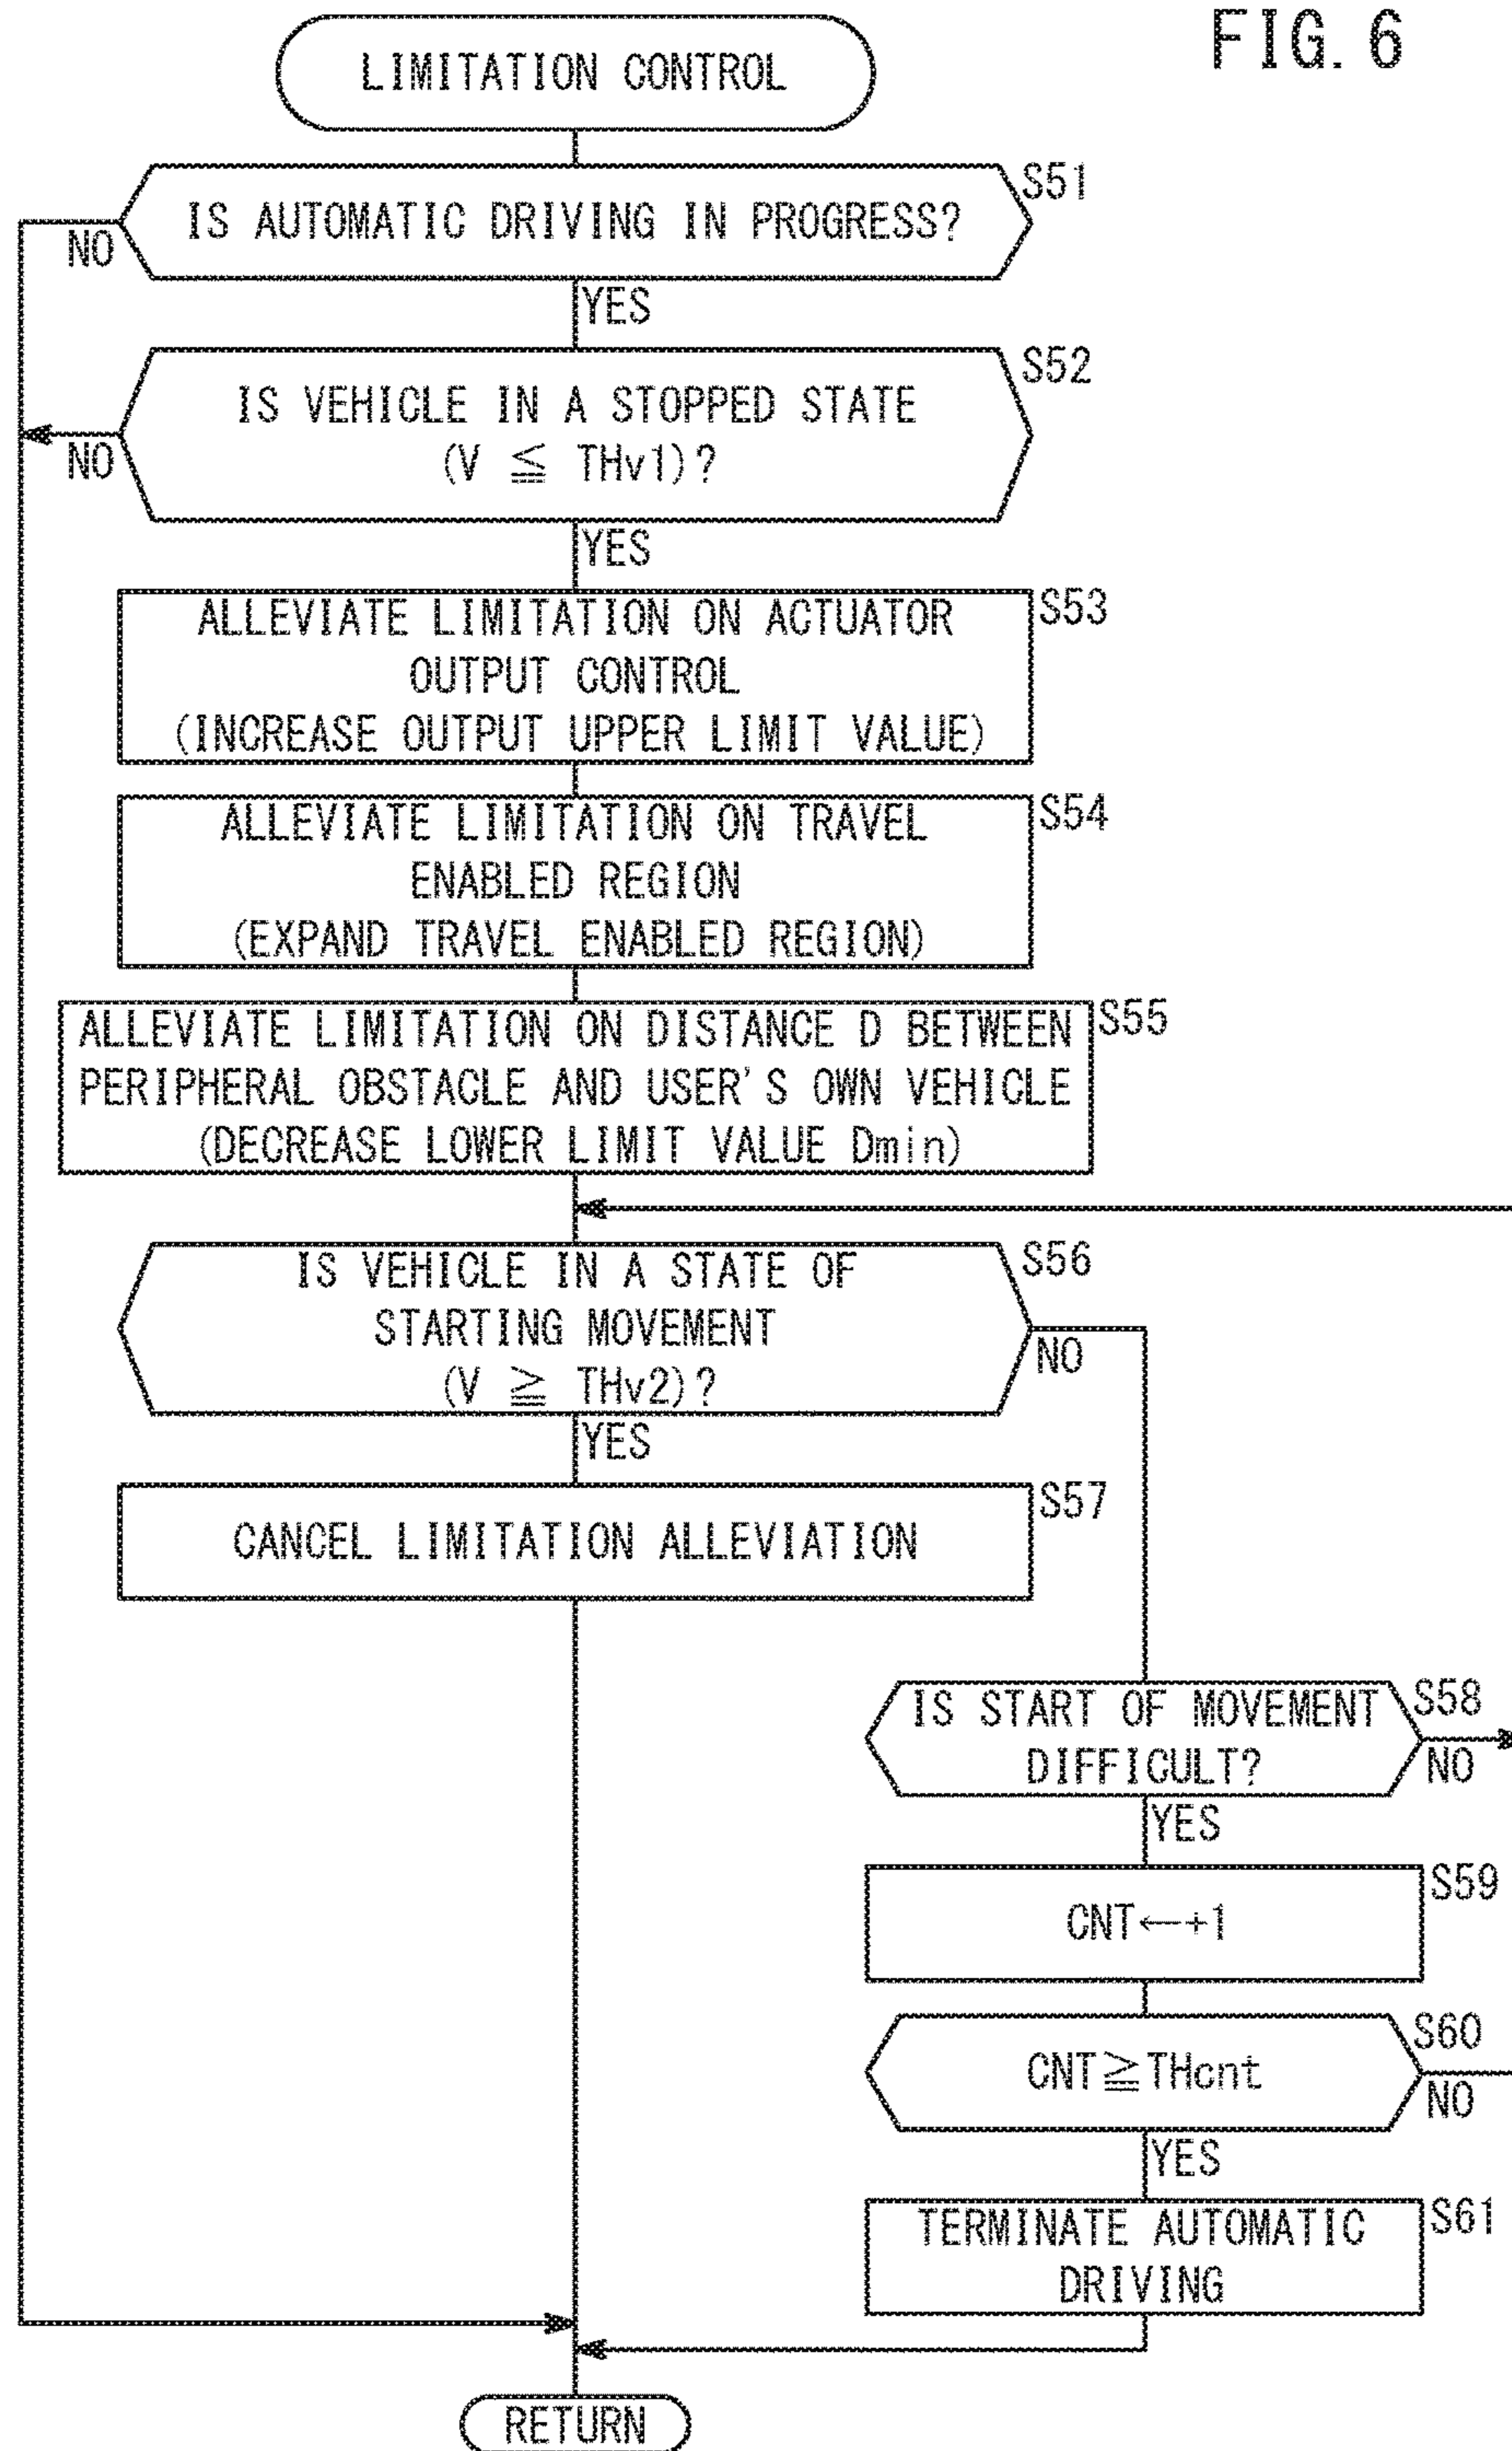 FIG. 6
LIMITATION CONTROL
S51
IS AUTOMATIC DRIVING IN PROGRESS?
NO
YES
S52
IS VEHICLE IN A STOPPED STATE
(V ≦ THv1)?
NO
YES
S53
ALLEVIATE LIMITATION ON ACTUATOR
OUTPUT CONTROL
(INCREASE OUTPUT UPPER LIMIT VALUE)
S54
ALLEVIATE LIMITATION ON TRAVEL
ENABLED REGION
(EXPAND TRAVEL ENABLED REGION)
S55
ALLEVIATE LIMITATION ON DISTANCE D BETWEEN
PERIPHERAL OBSTACLE AND USER'S OWN VEHICLE
(DECREASE LOWER LIMIT VALUE Dmin)
S56
IS VEHICLE IN A STATE OF
STARTING MOVEMENT
(V ≧ THv2)?
NO
YES
S57
CANCEL LIMITATION ALLEVIATION
S58
IS START OF MOVEMENT
DIFFICULT?
NO
YES
S59
CNT←+1
S60
CNT≧THcnt
NO
YES
S61
TERMINATE AUTOMATIC
DRIVING
RETURN